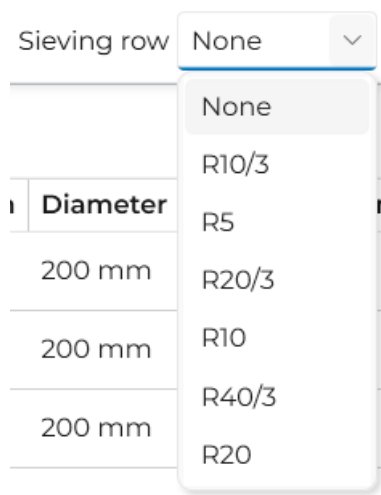 Sieving row None
None
R10/3
Diameter
R5
200 mm
R20/3
R10
200 mm
R40/3
200 mm
R20